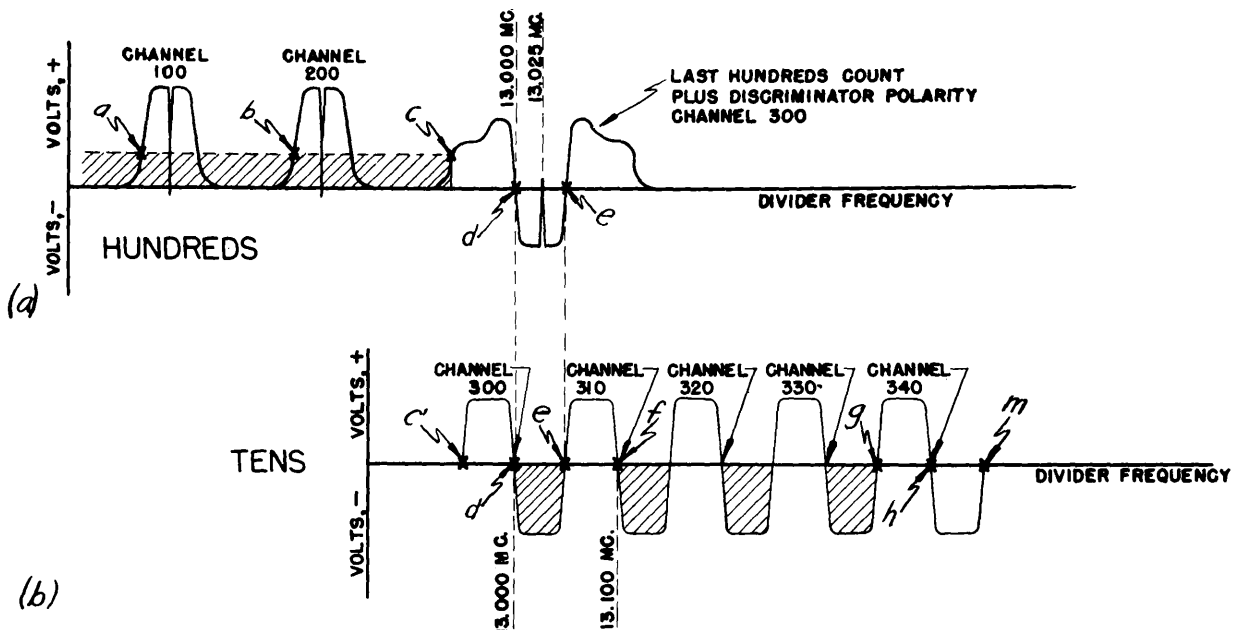 CHANNEL
100
CHANNEL
200
13.000 MC.
13.025 MC.
LAST HUNDREDS COUNT
PLUS DISCRIMINATOR POLARITY
CHANNEL 300
VOLTS, +
VOLTS, -
a
b
c
d
e
DIVIDER FREQUENCY
HUNDREDS
(a)
CHANNEL
300
CHANNEL
310
CHANNEL
320
CHANNEL
330
CHANNEL
340
VOLTS, +
VOLTS, -
c'
e
f
g
m
TENS
d
h
DIVIDER FREQUENCY
13.000 MC.
13.100 MC.
(b)